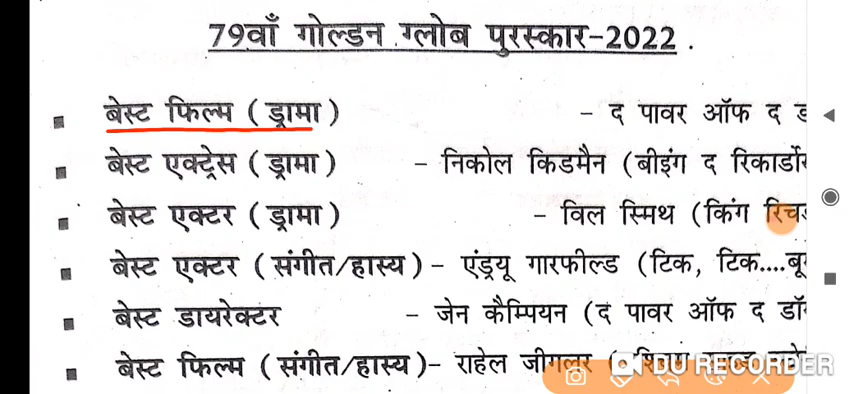 79वाँ गोल्डन ग्लोब पुरस्कार-2022.
बेस्ट फिल्म (ड्रामा) - द पावर ऑफ द
बेस्ट एक्ट्रेस (ड्रामा) - निकोल किडमैन (बीइंग द रिकार्डो
बेस्ट एक्टर (ड्रामा) - विल स्मिथ (किंग रिच
बेस्ट एक्टर (संगीत/हास्य) - एंड्रयू गारफील्ड (टिक, टिक....बू
बेस्ट डायरेक्टर - जेन कैम्पियन (द पावर ऑफ द डॉ
बेस्ट फिल्म (संगीत/हास्य) - राहेल जीगलर (
DU RECORDER